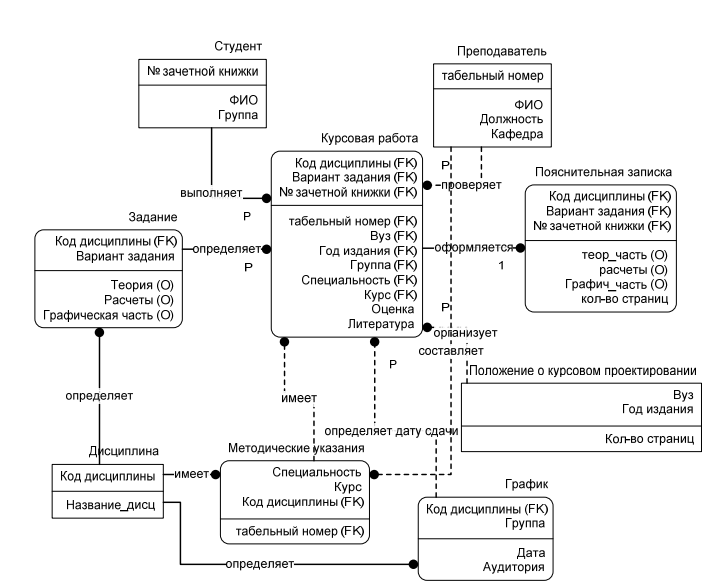 Студент
№ зачетной книжки
ФИО
Группа
Преподаватель
табельный номер
ФИО
Должность
Кафедра
Курсовая работа
Код дисциплины (FK)
Вариант задания (FK)
№ зачетной книжки (FK)
табельный номер (FK)
Вуз (FK)
Год издания (FK)
Группа (FK)
Специальность (FK)
Курс (FK)
Оценка
Литература
выполняет
P
P
проверяет
Пояснительная записка
Код дисциплины (FK)
Вариант задания (FK)
№ зачетной книжки (FK)
теор_часть (O)
расчеты (O)
Графич_часть (O)
кол-во страниц
Задание
Код дисциплины (FK)
Вариант задания
Теория (O)
Расчеты (O)
Графическая часть (O)
определяет
P
оформляется
1
P
организует
составляет
P
имеет
определяет дату сдачи
Положение о курсовом проектировании
Вуз
Год издания
Кол-во страниц
определяет
Дисциплина
Код дисциплины
Название_дисц
имеет
Методические указания
Специальность
Курс
Код дисциплины (FK)
табельный номер (FK)
График
Код дисциплины (FK)
Группа
Дата
Аудитория
определяет